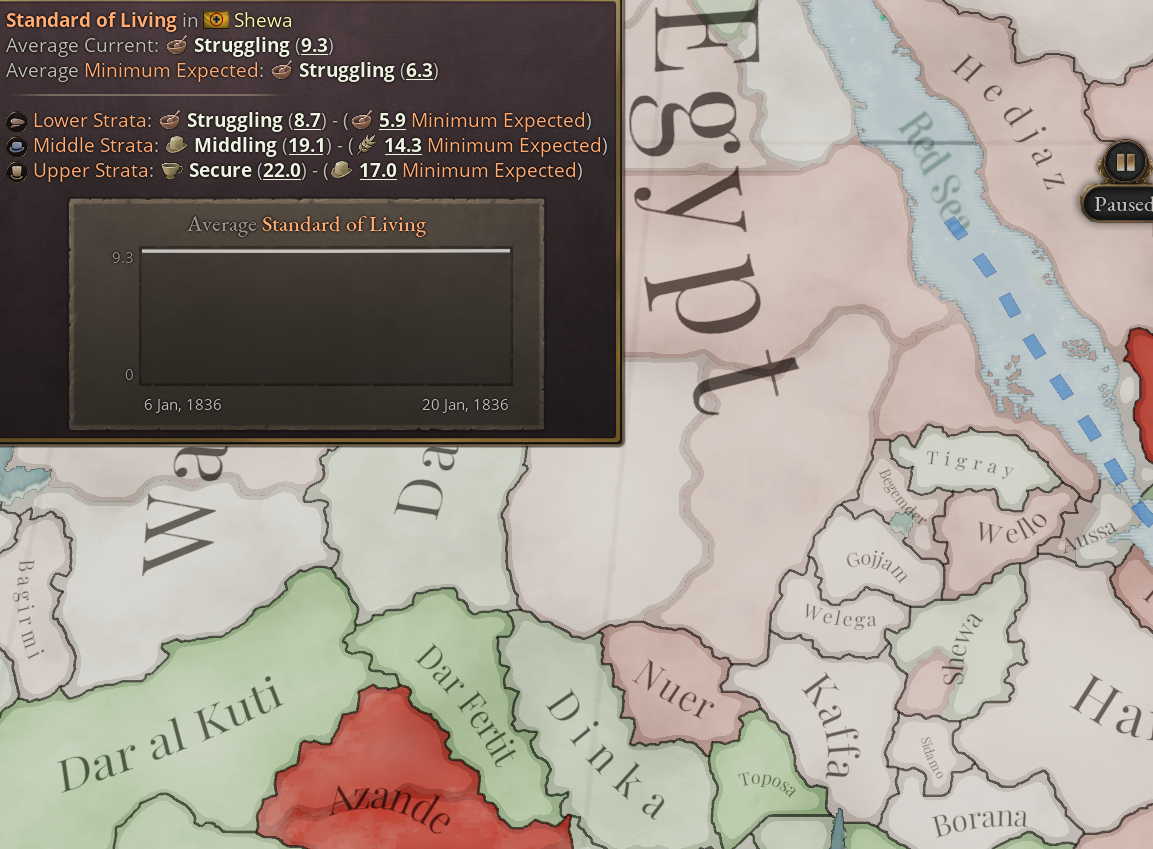 Standard of Living in Shewa
Average Current: Struggling (9.3)
Average Minimum Expected: Struggling (6.3)
Lower Strata: Struggling (8.7) - ( 5.9 Minimum Expected)
Middle Strata: Middling (19.1) - ( 14.3 Minimum Expected)
Upper Strata: Secure (22.0) - ( 17.0 Minimum Expected)
Average Standard of Living
9.3
0
6 Jan, 1836
20 Jan, 1836
Egypt
Hedjaz
Red Sea
Paused
Wa
Da
Tigray
Begemder
Wello
Aussa
Gojjam
Bagirmi
Welega
Shewa
Dar al Kuti
Dar Fertit
Dinka
Nuer
Kaffa
Ha
Sidamo
Toposa
Azande
Borana